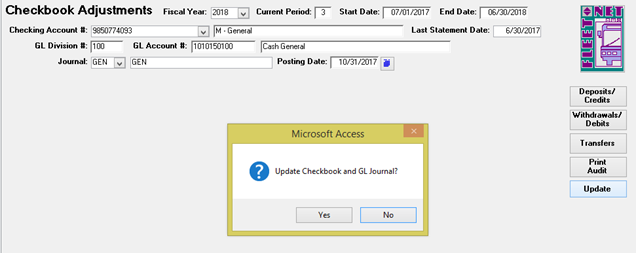 Checkbook Adjustments Fiscal Year: 2018 Current Period: 3 Start Date: 07/01/2017 End Date: 06/30/2018
Checking Account #: 9850774093 M - General Last Statement Date: 6/30/2017
GL Division #: 100 GL Account #: 1010150100 Cash General
Journal: GEN GEN Posting Date: 10/31/2017
FLEET NET
Deposits/
Credits
Withdrawals/
Debits
Transfers
Print
Audit
Update
Microsoft Access
x
? Update Checkbook and GL Journal?
Yes No